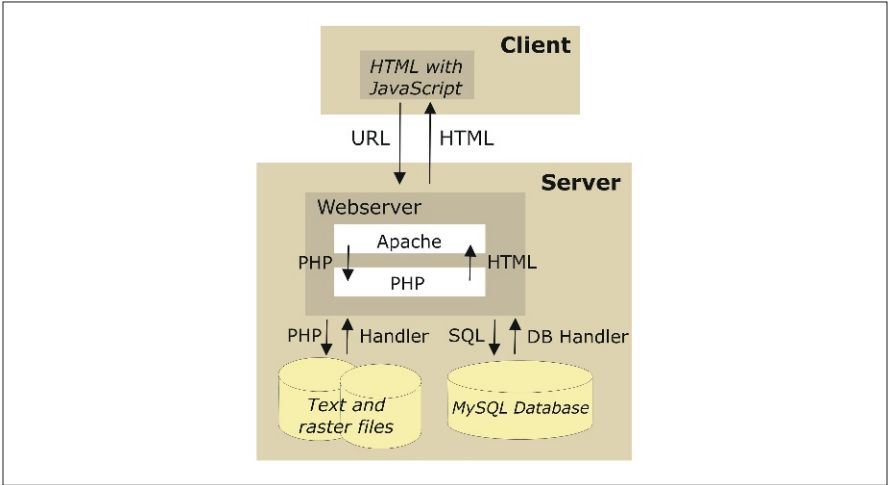 Client
HTML with
JavaScript
URL HTML
Server
Webserver
Apache
PHP HTML
PHP
PHP Handler SQL DB Handler
Text and
raster files
MySQL Database